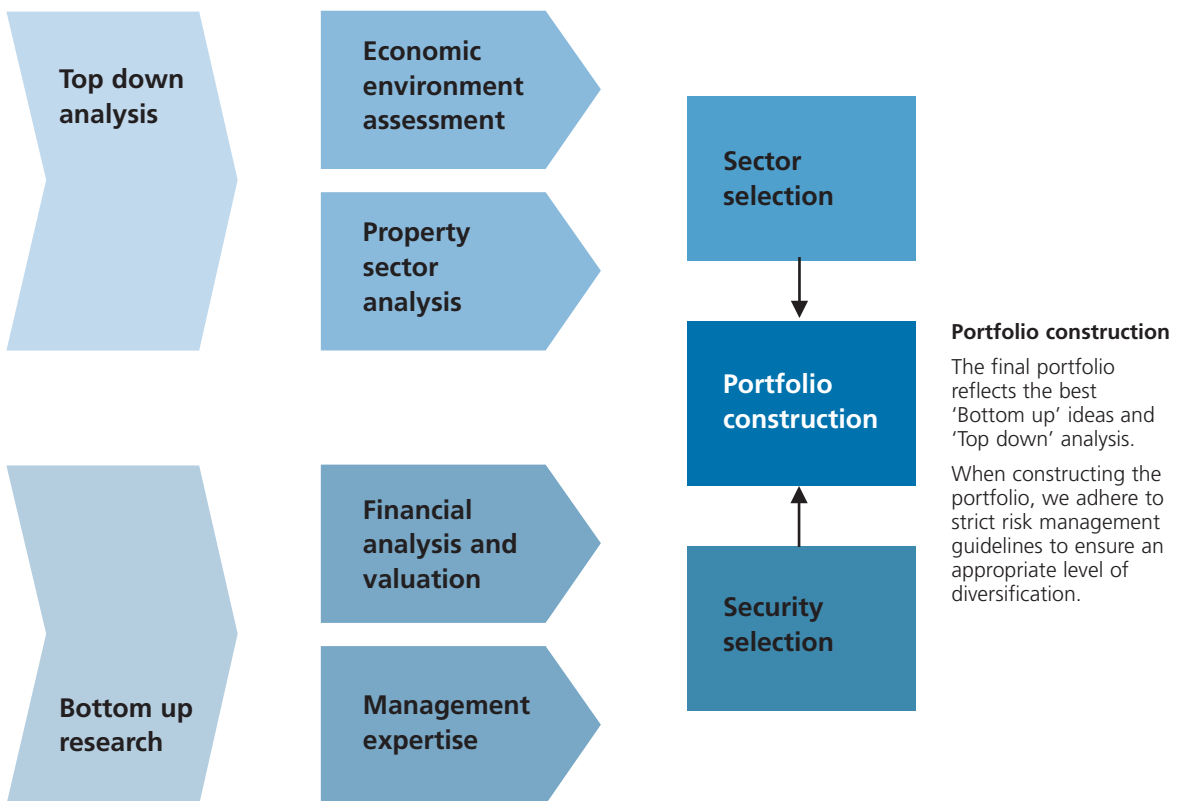 Top down
analysis
Economic
environment
assessment
Property
sector
analysis
Sector
selection
Portfolio
construction
Portfolio construction
The final portfolio
reflects the best
‘Bottom up’ ideas and
‘Top down’ analysis.
When constructing the
portfolio, we adhere to
strict risk management
guidelines to ensure an
appropriate level of
diversification.
Bottom up
research
Financial
analysis and
valuation
Management
expertise
Security
selection